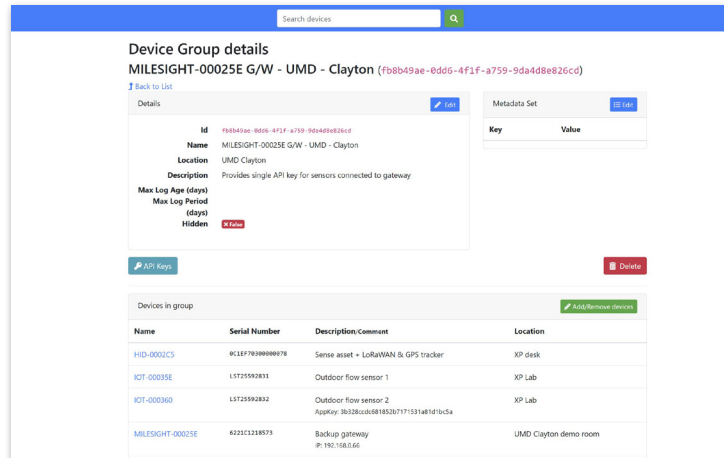 Search devices
Device Group details
MILESIGHT-00025E G/W - UMD - Clayton (fb8b49ae-0dd6-4f1f-a759-9da4d8e826cd)
Back to List
Details
Edit
Id fb8b49ae-0dd6-4f1f-a759-9da4d8e826cd
Name MILESIGHT-00025E G/W - UMD - Clayton
Location UMD Clayton
Description Provides single API key for sensors connected to gateway
Max Log Age (days)
Max Log Period
(days)
Hidden False
Metadata Set
Edit
Key Value
API Keys
Delete
Devices in group
Add/Remove devices
Name Serial Number Description/Comment Location
HID-0002C5 0C1EF70300000978 Sense asset + LoRaWAN & GPS tracker XP desk
IOT-00035E LST25592831 Outdoor flow sensor 1 XP Lab
IOT-000360 LST25592832 Outdoor flow sensor 2 XP Lab
AppKey: 3b328ccdc681852b7171531a81d1bc5a
MILESIGHT-00025E 6221C1218573 Backup gateway UMD Clayton demo room
IP: 192.168.0.66